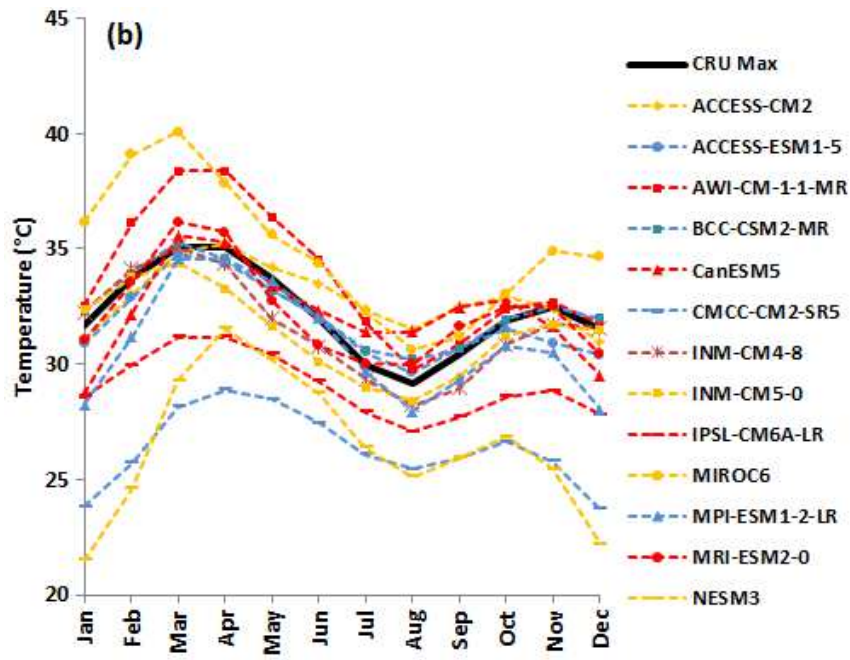 (b)
45
40
35
30
25
20
Temperature (°C)
Jan
Feb
Mar
Apr
May
Jun
Jul
Aug
Sep
Oct
Nov
Dec
CRU Max
ACCESS-CM2
ACCESS-ESM1-5
AWI-CM-1-1-MR
BCC-CSM2-MR
CanESM5
CMCC-CM2-SR5
INM-CM4-8
INM-CM5-0
IPSL-CM6A-LR
MIROC6
MPI-ESM1-2-LR
MRI-ESM2-0
NESM3